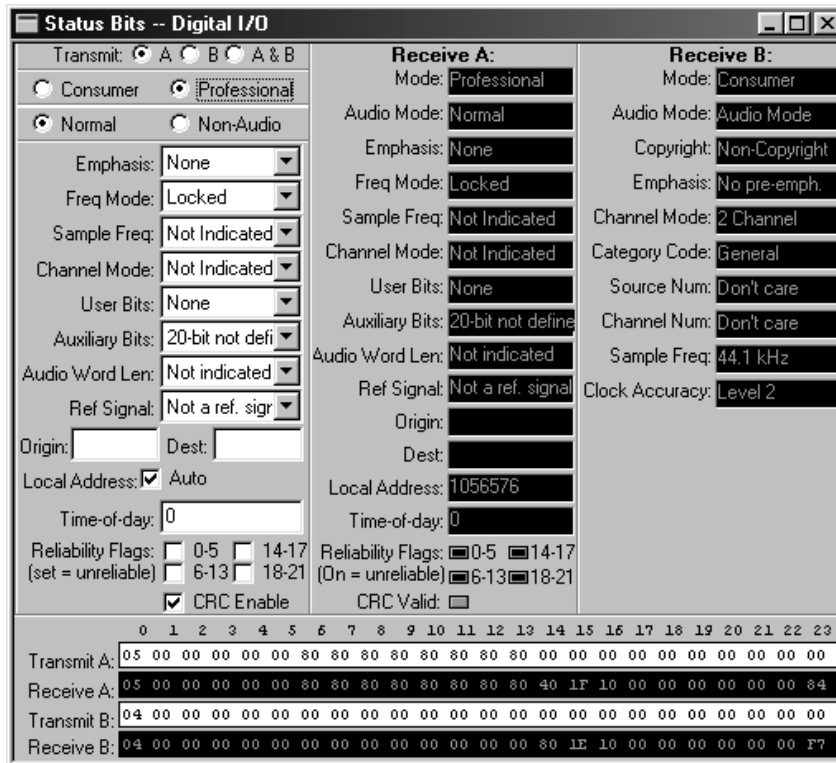 Status Bits -- Digital I/O
Transmit: A B A & B
Consumer Professional
Normal Non-Audio
Emphasis: None
Freq Mode: Locked
Sample Freq: Not Indicated
Channel Mode: Not Indicated
User Bits: None
Auxiliary Bits: 20-bit not defi
Audio Word Len: Not indicated
Ref Signal: Not a ref. signa
Origin: Dest:
Local Address: Auto
Time-of-day: 0
Reliability Flags: 0-5 14-17
(set = unreliable) 6-13 18-21
CRC Enable
Receive A:
Mode: Professional
Audio Mode: Normal
Emphasis: None
Freq Mode: Locked
Sample Freq: Not Indicated
Channel Mode: Not Indicated
User Bits: None
Auxiliary Bits: 20-bit not define
Audio Word Len: Not indicated
Ref Signal: Not a ref. signal
Origin:
Dest:
Local Address: 1056576
Time-of-day: 0
Reliability Flags: 0-5 14-17
(On = unreliable) 6-13 18-21
CRC Valid:
Receive B:
Mode: Consumer
Audio Mode: Audio Mode
Copyright: Non-Copyright
Emphasis: No pre-emph.
Channel Mode: 2 Channel
Category Code: General
Source Num: Don't care
Channel Num: Don't care
Sample Freq: 44.1 kHz
Clock Accuracy: Level 2
0 1 2 3 4 5 6 7 8 9 10 11 12 13 14 15 16 17 18 19 20 21 22 23
Transmit A: 05 00 00 00 00 00 80 80 80 80 80 80 80 80 00 00 00 00 00 00 00 00 00 00
Receive A: 05 00 00 00 00 00 80 80 80 80 80 80 80 80 40 1F 10 00 00 00 00 00 00 84
Transmit B: 04 00 00 00 00 00 00 00 00 00 00 00 00 00 00 00 00 00 00 00 00 00 00 00
Receive B: 04 00 00 00 00 00 00 00 00 00 00 00 00 00 80 1E 10 00 00 00 00 00 00 F7